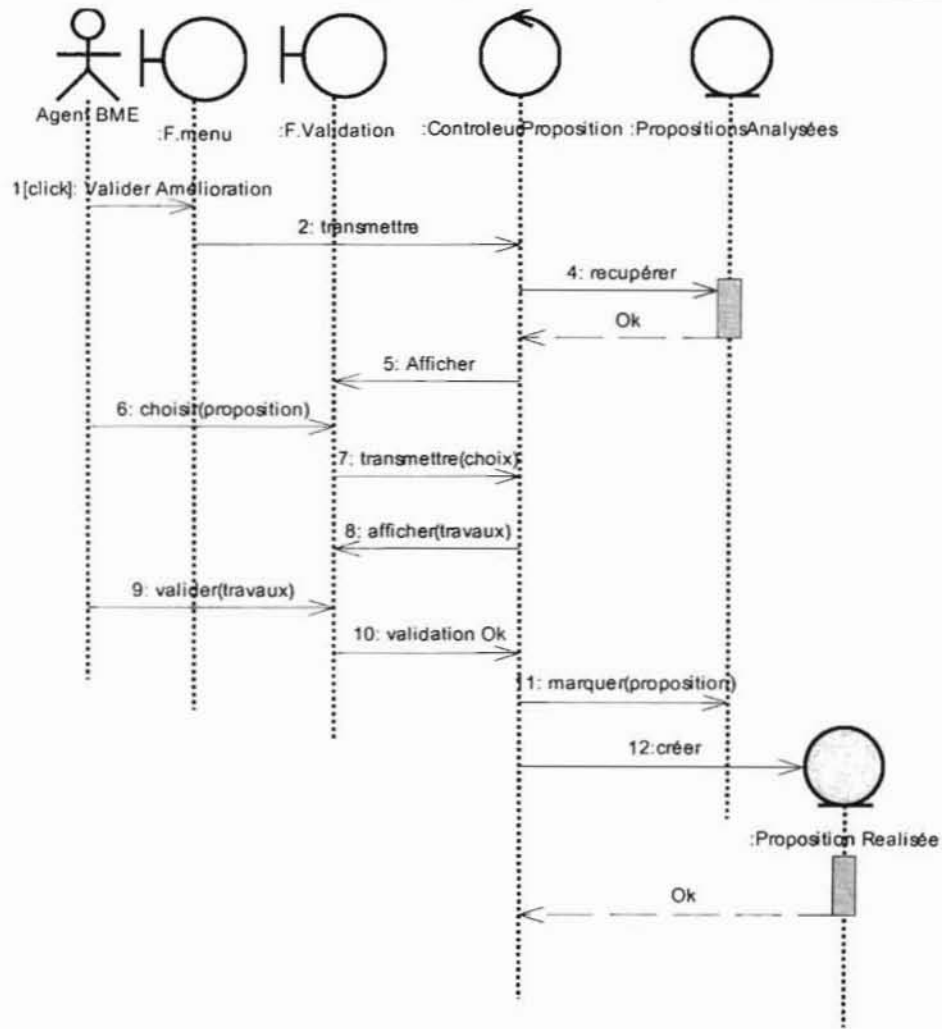 Agent BME
:F.menu
:F.Validation
:ControleurProposition
:PropositionsAnalysées
1[click]: Valider Amélioration
2: transmettre
4: recupérer
Ok
5: Afficher
6: choisir(proposition)
7: transmettre(choix)
8: afficher(travaux)
9: valider(travaux)
10: validation Ok
11: marquer(proposition)
12:créer
:Proposition Realisée
Ok